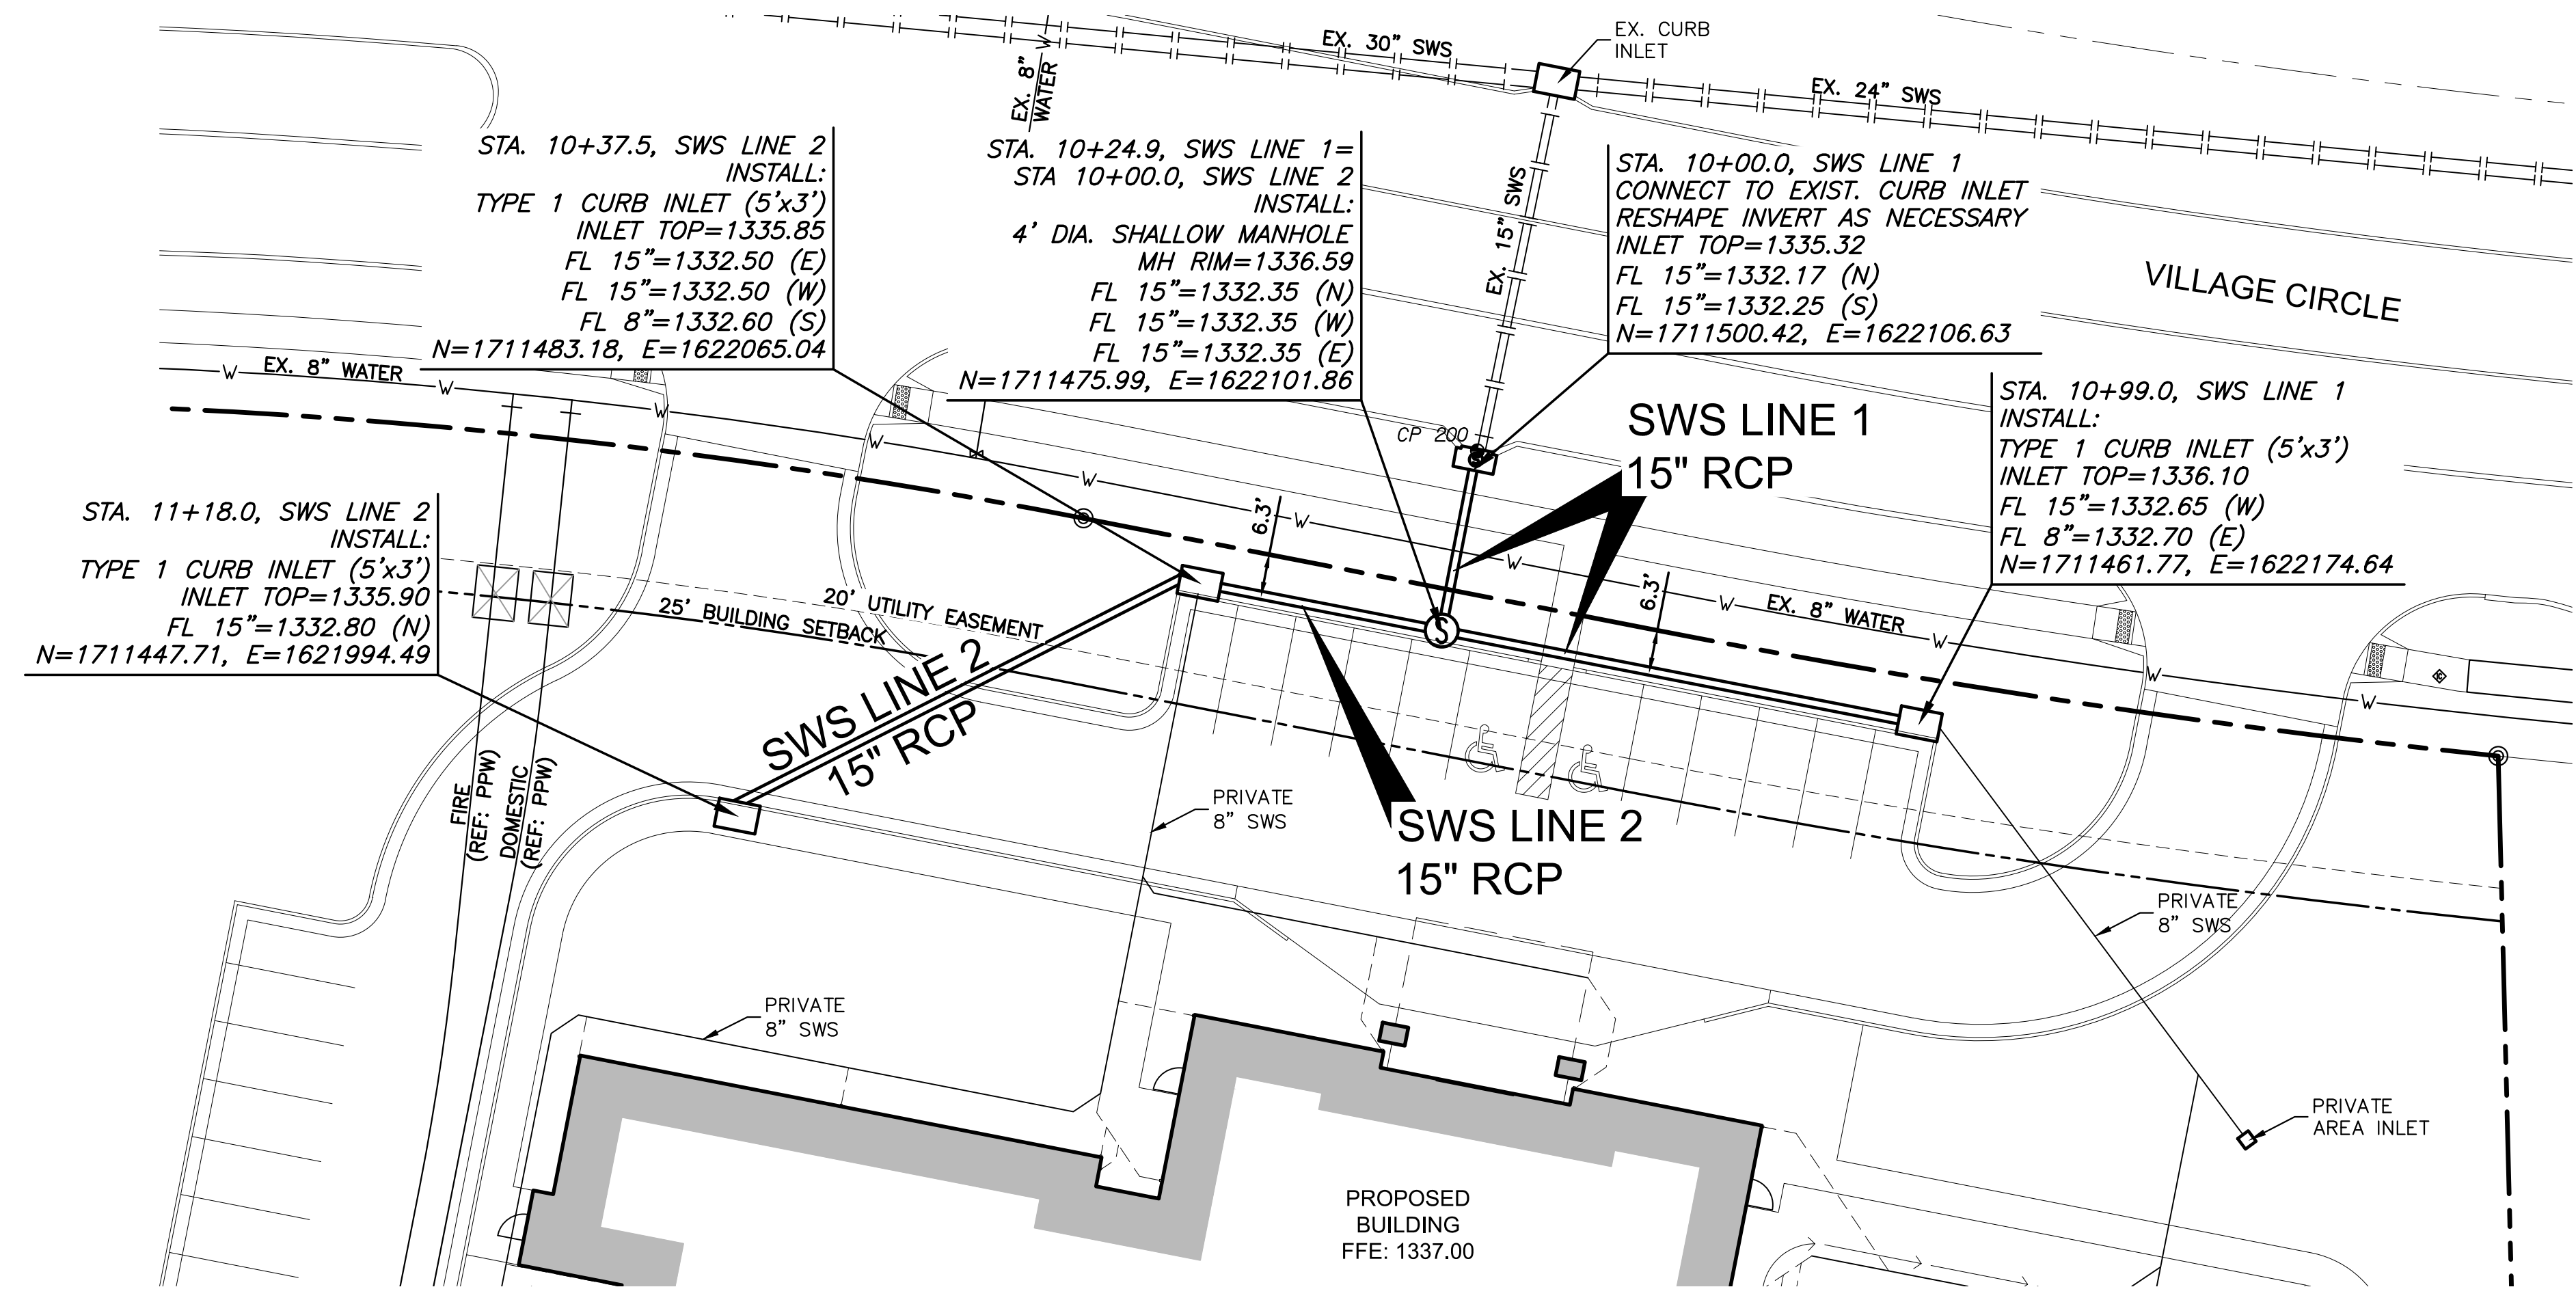 EX. 30" SWS
EX. CURB
INLET
EX. 24" SWS
EX. 8"
WATER
W
EX. 15" SWS
STA. 10+37.5, SWS LINE 2
INSTALL:
TYPE 1 CURB INLET (5'x3')
INLET TOP=1335.85
FL 15"=1332.50 (E)
FL 15"=1332.50 (W)
FL 8"=1332.60 (S)
N=1711483.18, E=1622065.04
STA. 10+24.9, SWS LINE 1=
STA 10+00.0, SWS LINE 2
INSTALL:
4' DIA. SHALLOW MANHOLE
MH RIM=1336.59
FL 15"=1332.35 (N)
FL 15"=1332.35 (W)
FL 15"=1332.35 (E)
N=1711475.99, E=1622101.86
STA. 10+00.0, SWS LINE 1
CONNECT TO EXIST. CURB INLET
RESHAPE INVERT AS NECESSARY
INLET TOP=1335.32
FL 15"=1332.17 (N)
FL 15"=1332.25 (S)
N=1711500.42, E=1622106.63
VILLAGE CIRCLE
STA. 10+99.0, SWS LINE 1
INSTALL:
TYPE 1 CURB INLET (5'x3')
INLET TOP=1336.10
FL 15"=1332.65 (W)
FL 8"=1332.70 (E)
N=1711461.77, E=1622174.64
W EX. 8" WATER W
W
W
W
W
W
W
EX. 8" WATER
W
W
W
CP 200
SWS LINE 1
15" RCP
6.3'
6.3'
S
STA. 11+18.0, SWS LINE 2
INSTALL:
TYPE 1 CURB INLET (5'x3')
INLET TOP=1335.90
FL 15"=1332.80 (N)
N=1711447.71, E=1621994.49
25' BUILDING SETBACK
20' UTILITY EASEMENT
SWS LINE 2
15" RCP
SWS LINE 2
15" RCP
FIRE
(REF: PPW)
DOMESTIC
(REF: PPW)
PRIVATE
8" SWS
PRIVATE
8" SWS
PRIVATE
8" SWS
PRIVATE
AREA INLET
PROPOSED
BUILDING
FFE: 1337.00